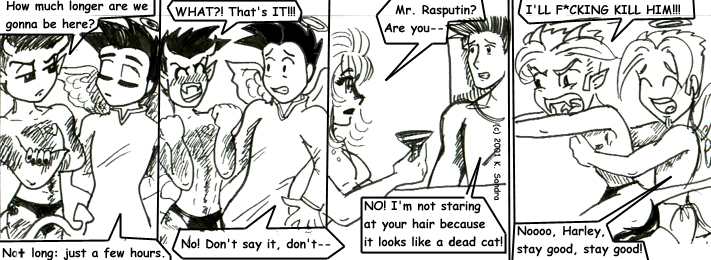 How much longer are we
gonna be here?
Not long: just a few hours.
WHAT?! That's IT!!!
No! Don't say it, don't--
Mr. Rasputin?
Are you--
NO! I'm not staring
at your hair because
it looks like a dead cat!
(c) 2001 K. Sandra
I'LL F*CKING KILL HIM!!!
Noooo, Harley,
stay good, stay good!